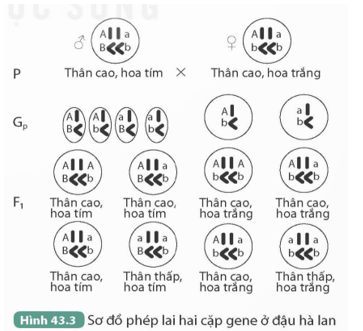 ỌC SỐNG
♂ A a B b ♀ A a b b
P Thân cao, hoa tím × Thân cao, hoa trắng
Gₚ A B A b a B a b A b a b
A A B b A a B b A A b b A a b b
F₁ Thân cao, hoa tím Thân cao, hoa tím Thân cao, hoa trắng Thân cao, hoa trắng
A a B b a a B b A a b b a a b b
Thân cao, hoa tím Thân thấp, hoa tím Thân cao, hoa trắng Thân thấp, hoa trắng
Hình 43.3 Sơ đồ phép lai hai cặp gene ở đậu hà lan